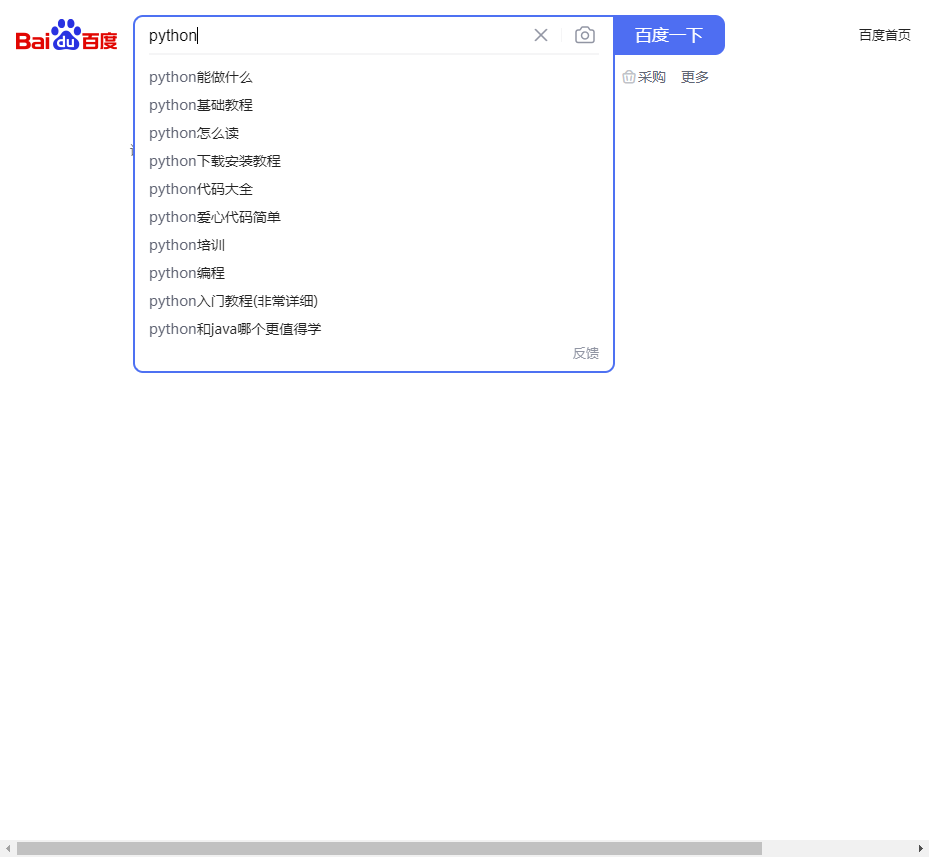 Bai du 百度
python
百度一下
百度首页
采购 更多
python能做什么
python基础教程
python怎么读
python下载安装教程
python代码大全
python爱心代码简单
python培训
python编程
python入门教程(非常详细)
python和java哪个更值得学
反馈